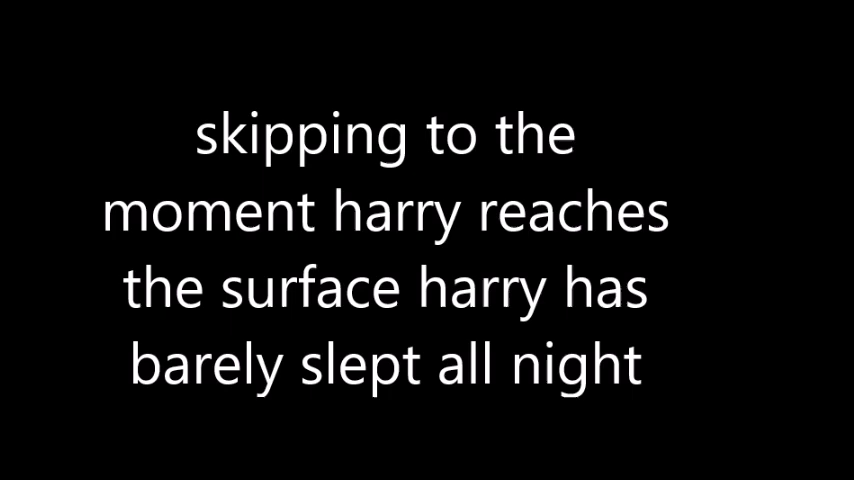 skipping to the
moment harry reaches
the surface harry has
barely slept all night